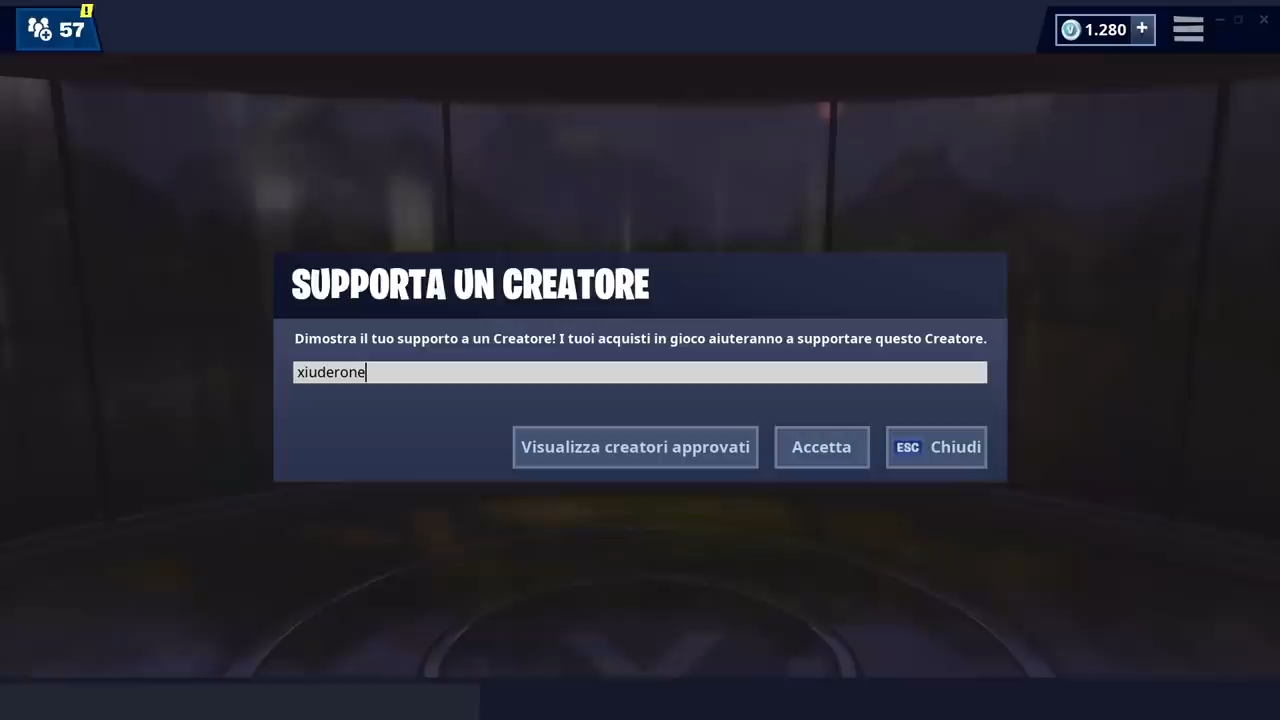 57
!
1.280 +
SUPPORTA UN CREATORE
Dimostra il tuo supporto a un Creatore! I tuoi acquisti in gioco aiuteranno a supportare questo Creatore.
xiuderone
Visualizza creatori approvati
Accetta
ESC Chiudi